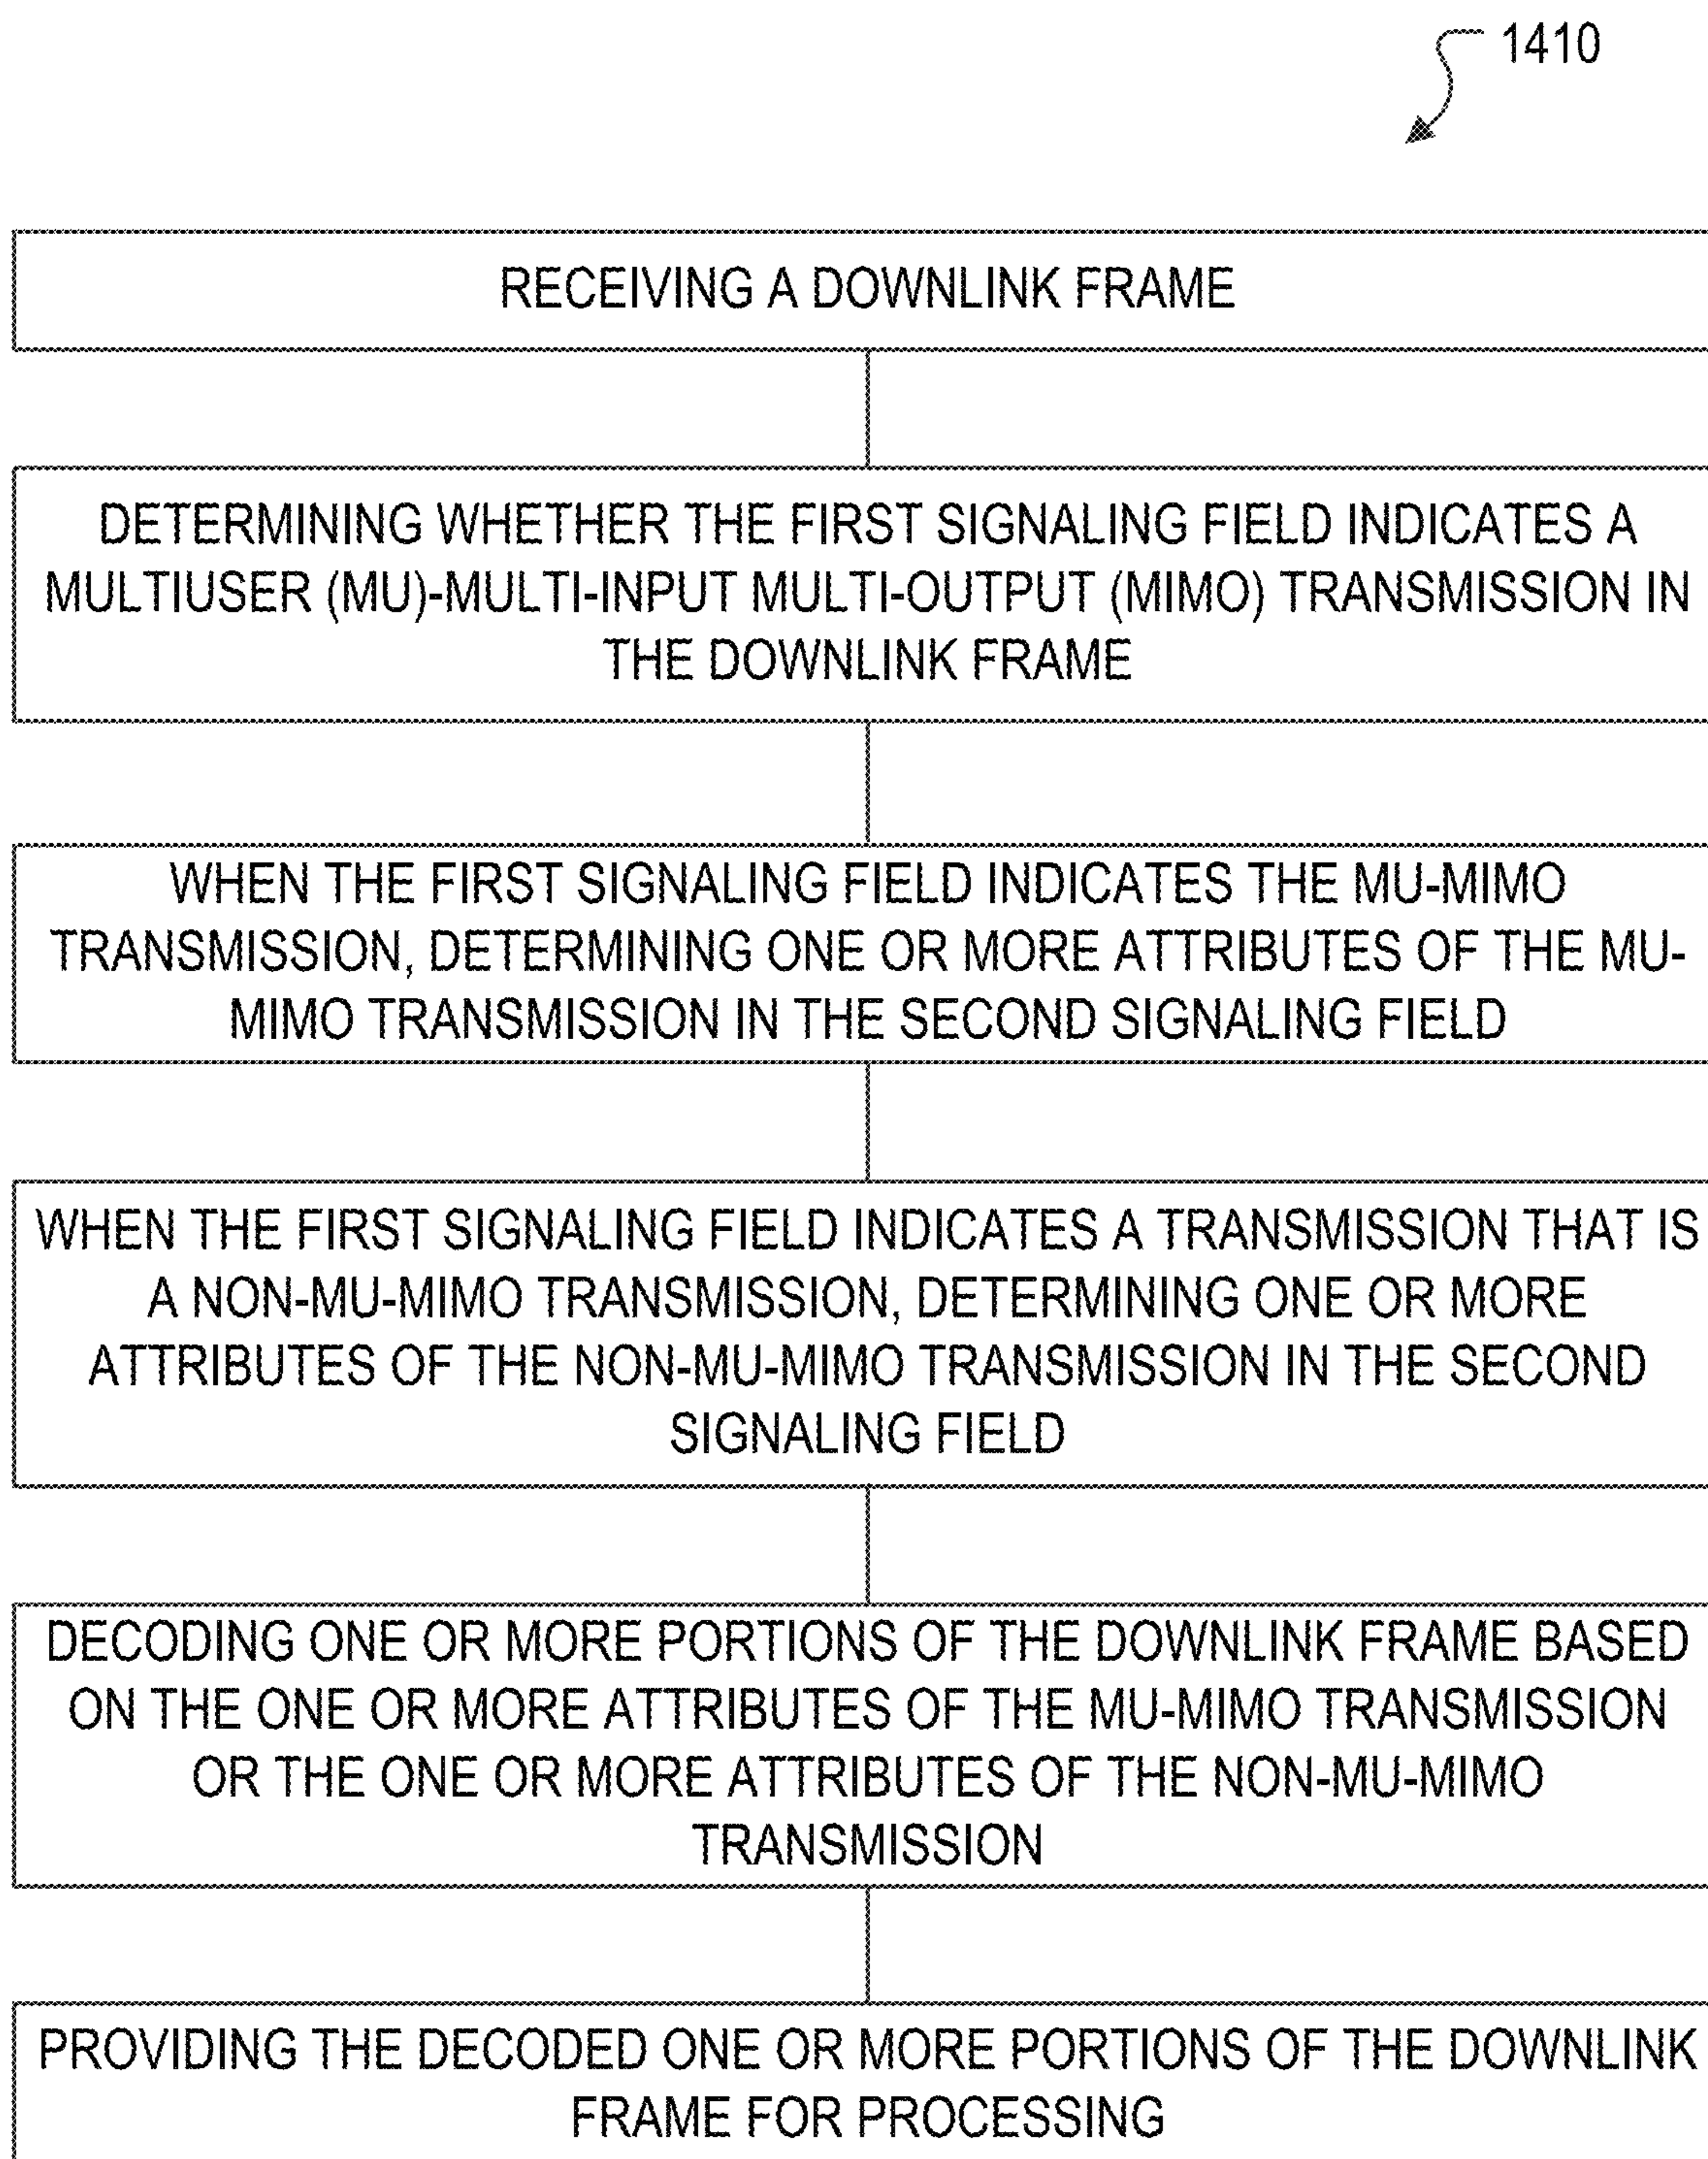 1410
RECEIVING A DOWNLINK FRAME
DETERMINING WHETHER THE FIRST SIGNALING FIELD INDICATES A
MULTIUSER (MU)-MULTI-INPUT MULTI-OUTPUT (MIMO) TRANSMISSION IN
THE DOWNLINK FRAME
WHEN THE FIRST SIGNALING FIELD INDICATES THE MU-MIMO
TRANSMISSION, DETERMINING ONE OR MORE ATTRIBUTES OF THE MU-
MIMO TRANSMISSION IN THE SECOND SIGNALING FIELD
WHEN THE FIRST SIGNALING FIELD INDICATES A TRANSMISSION THAT IS
A NON-MU-MIMO TRANSMISSION, DETERMINING ONE OR MORE
ATTRIBUTES OF THE NON-MU-MIMO TRANSMISSION IN THE SECOND
SIGNALING FIELD
DECODING ONE OR MORE PORTIONS OF THE DOWNLINK FRAME BASED
ON THE ONE OR MORE ATTRIBUTES OF THE MU-MIMO TRANSMISSION
OR THE ONE OR MORE ATTRIBUTES OF THE NON-MU-MIMO
TRANSMISSION
PROVIDING THE DECODED ONE OR MORE PORTIONS OF THE DOWNLINK
FRAME FOR PROCESSING